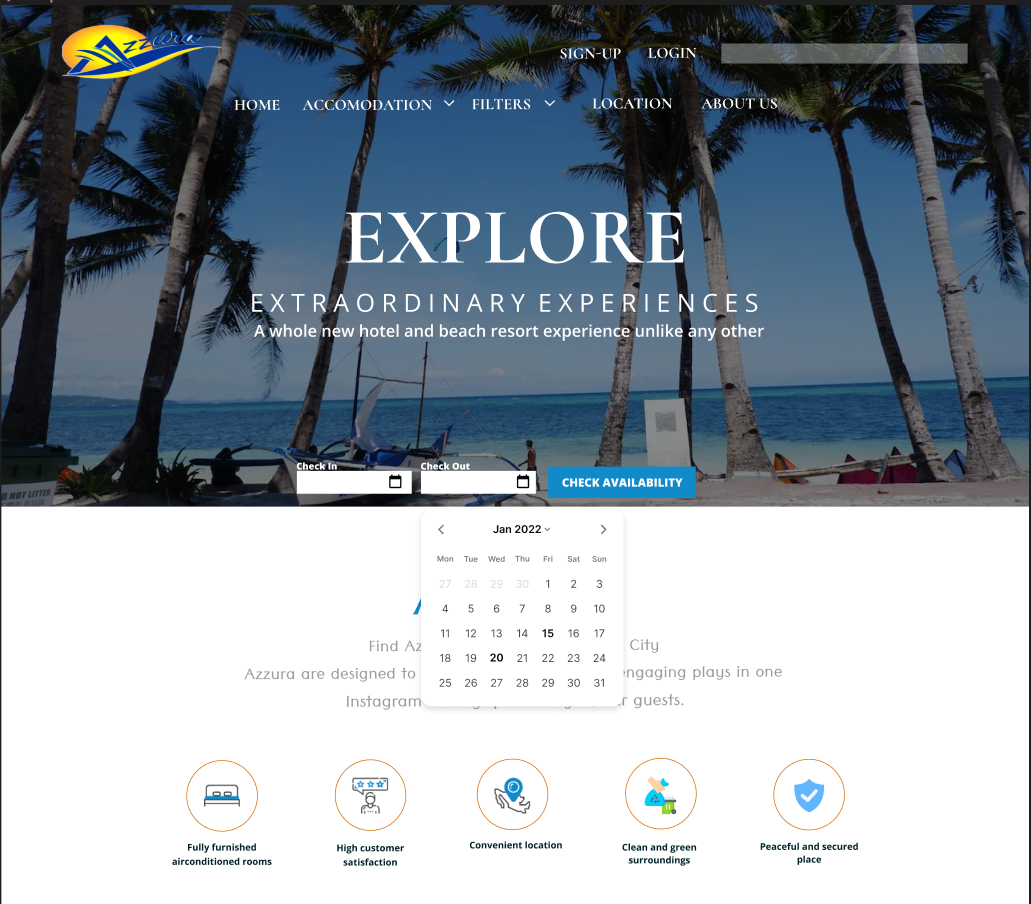 Azzura
SIGN-UP LOGIN
HOME ACCOMODATION FILTERS LOCATION ABOUT US
EXPLORE
EXTRAORDINARY EXPERIENCES
A whole new hotel and beach resort experience unlike any other
Check In Check Out
CHECK AVAILABILITY
NOT LITTER
Jan 2022
Mon Tue Wed Thu Fri Sat Sun
27 28 29 30 1 2 3
4 5 6 7 8 9 10
11 12 13 14 15 16 17
18 19 20 21 22 23 24
25 26 27 28 29 30 31
Find Az City
Azzura are designed to engaging plays in one
Instagram guests.
Fully furnished
airconditioned rooms
High customer
satisfaction
Convenient location
Clean and green
surroundings
Peaceful and secured
place